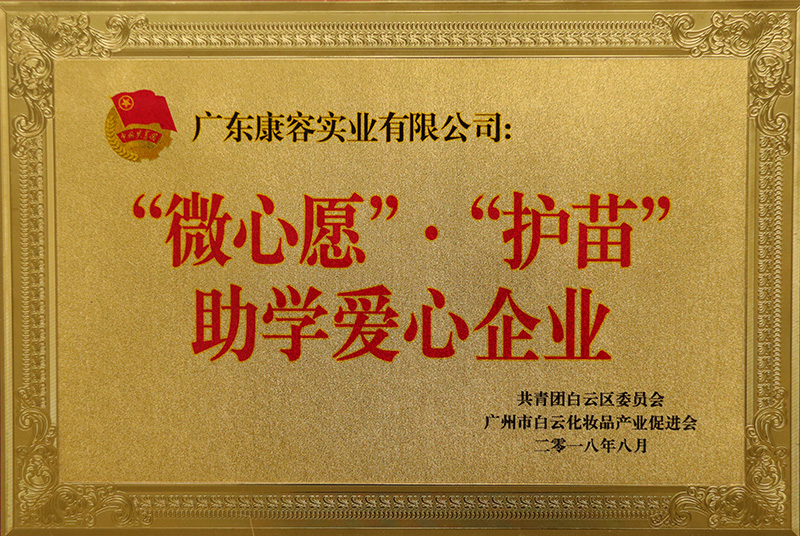 广东康容实业有限公司:
“微心愿”·“护苗”
助学爱心企业
共青团白云区委员会
广州市白云化妆品产业促进会
二零一八年八月